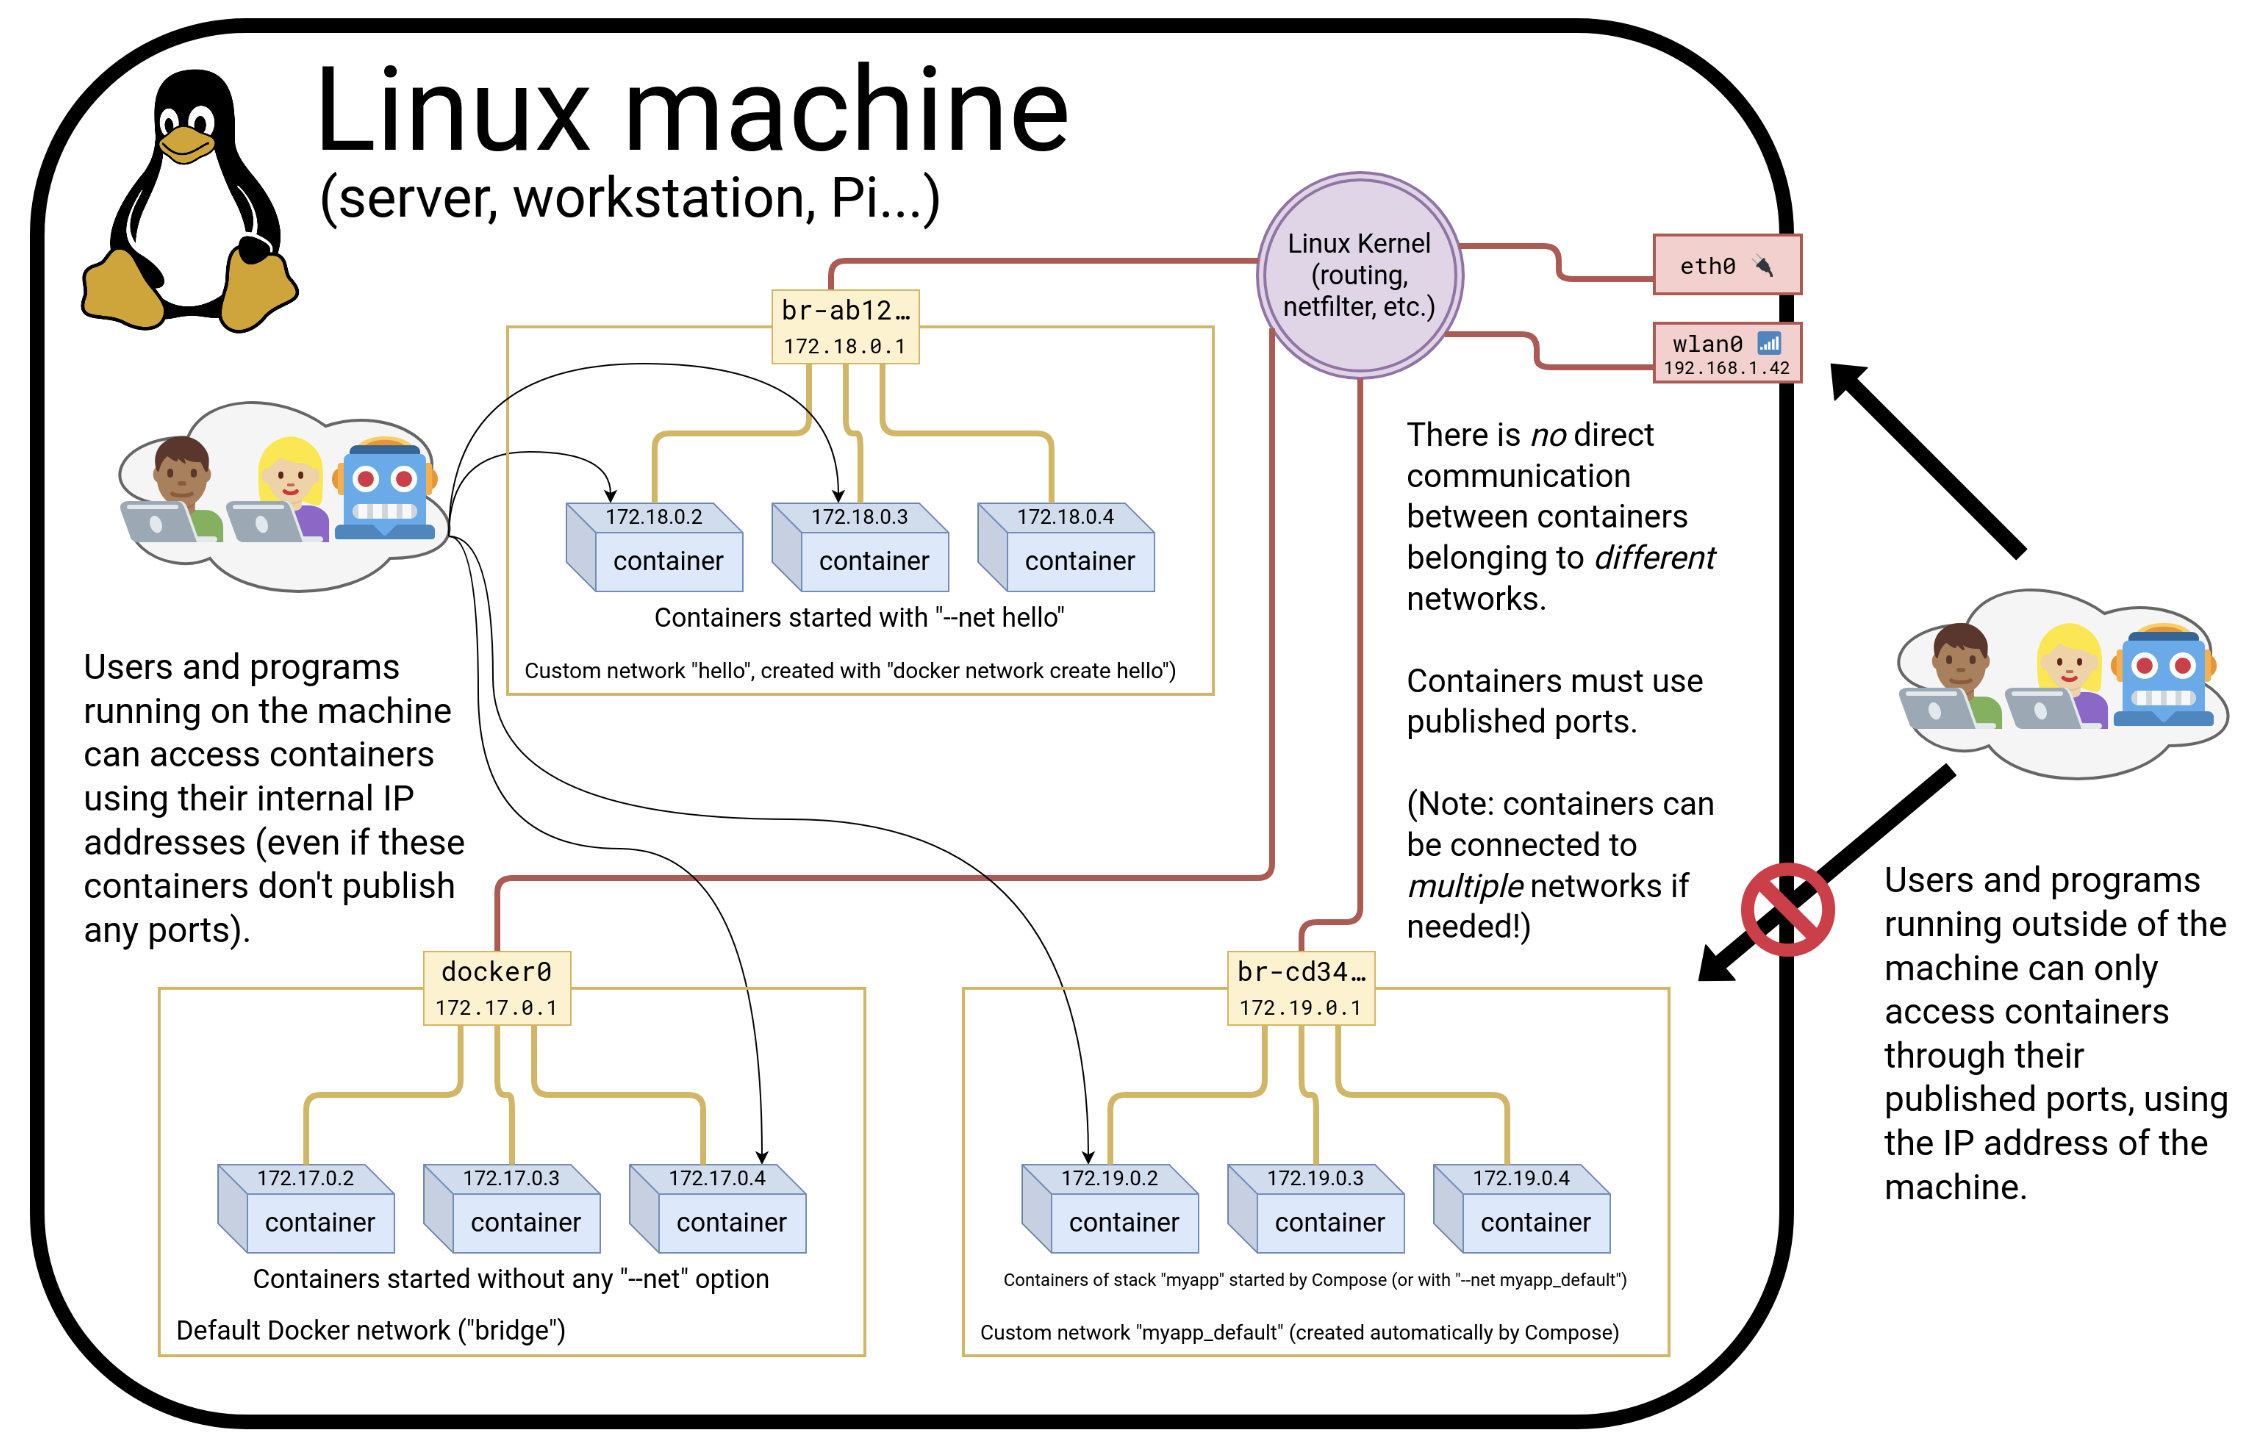 Linux machine
(server, workstation, Pi...)
Linux Kernel
(routing,
netfilter, etc.)
eth0
wlan0
192.168.1.42
br-ab12…
172.18.0.1
172.18.0.2
container
172.18.0.3
container
172.18.0.4
container
Containers started with "--net hello"
Custom network "hello", created with "docker network create hello")
Users and programs
running on the machine
can access containers
using their internal IP
addresses (even if these
containers don't publish
any ports).
There is no direct
communication
between containers
belonging to different
networks.
Containers must use
published ports.
(Note: containers can
be connected to
multiple networks if
needed!)
Users and programs
running outside of the
machine can only
access containers
through their
published ports, using
the IP address of the
machine.
docker0
172.17.0.1
172.17.0.2
container
172.17.0.3
container
172.17.0.4
container
Containers started without any "--net" option
Default Docker network ("bridge")
br-cd34…
172.19.0.1
172.19.0.2
container
172.19.0.3
container
172.19.0.4
container
Containers of stack "myapp" started by Compose (or with "--net myapp_default")
Custom network "myapp_default" (created automatically by Compose)